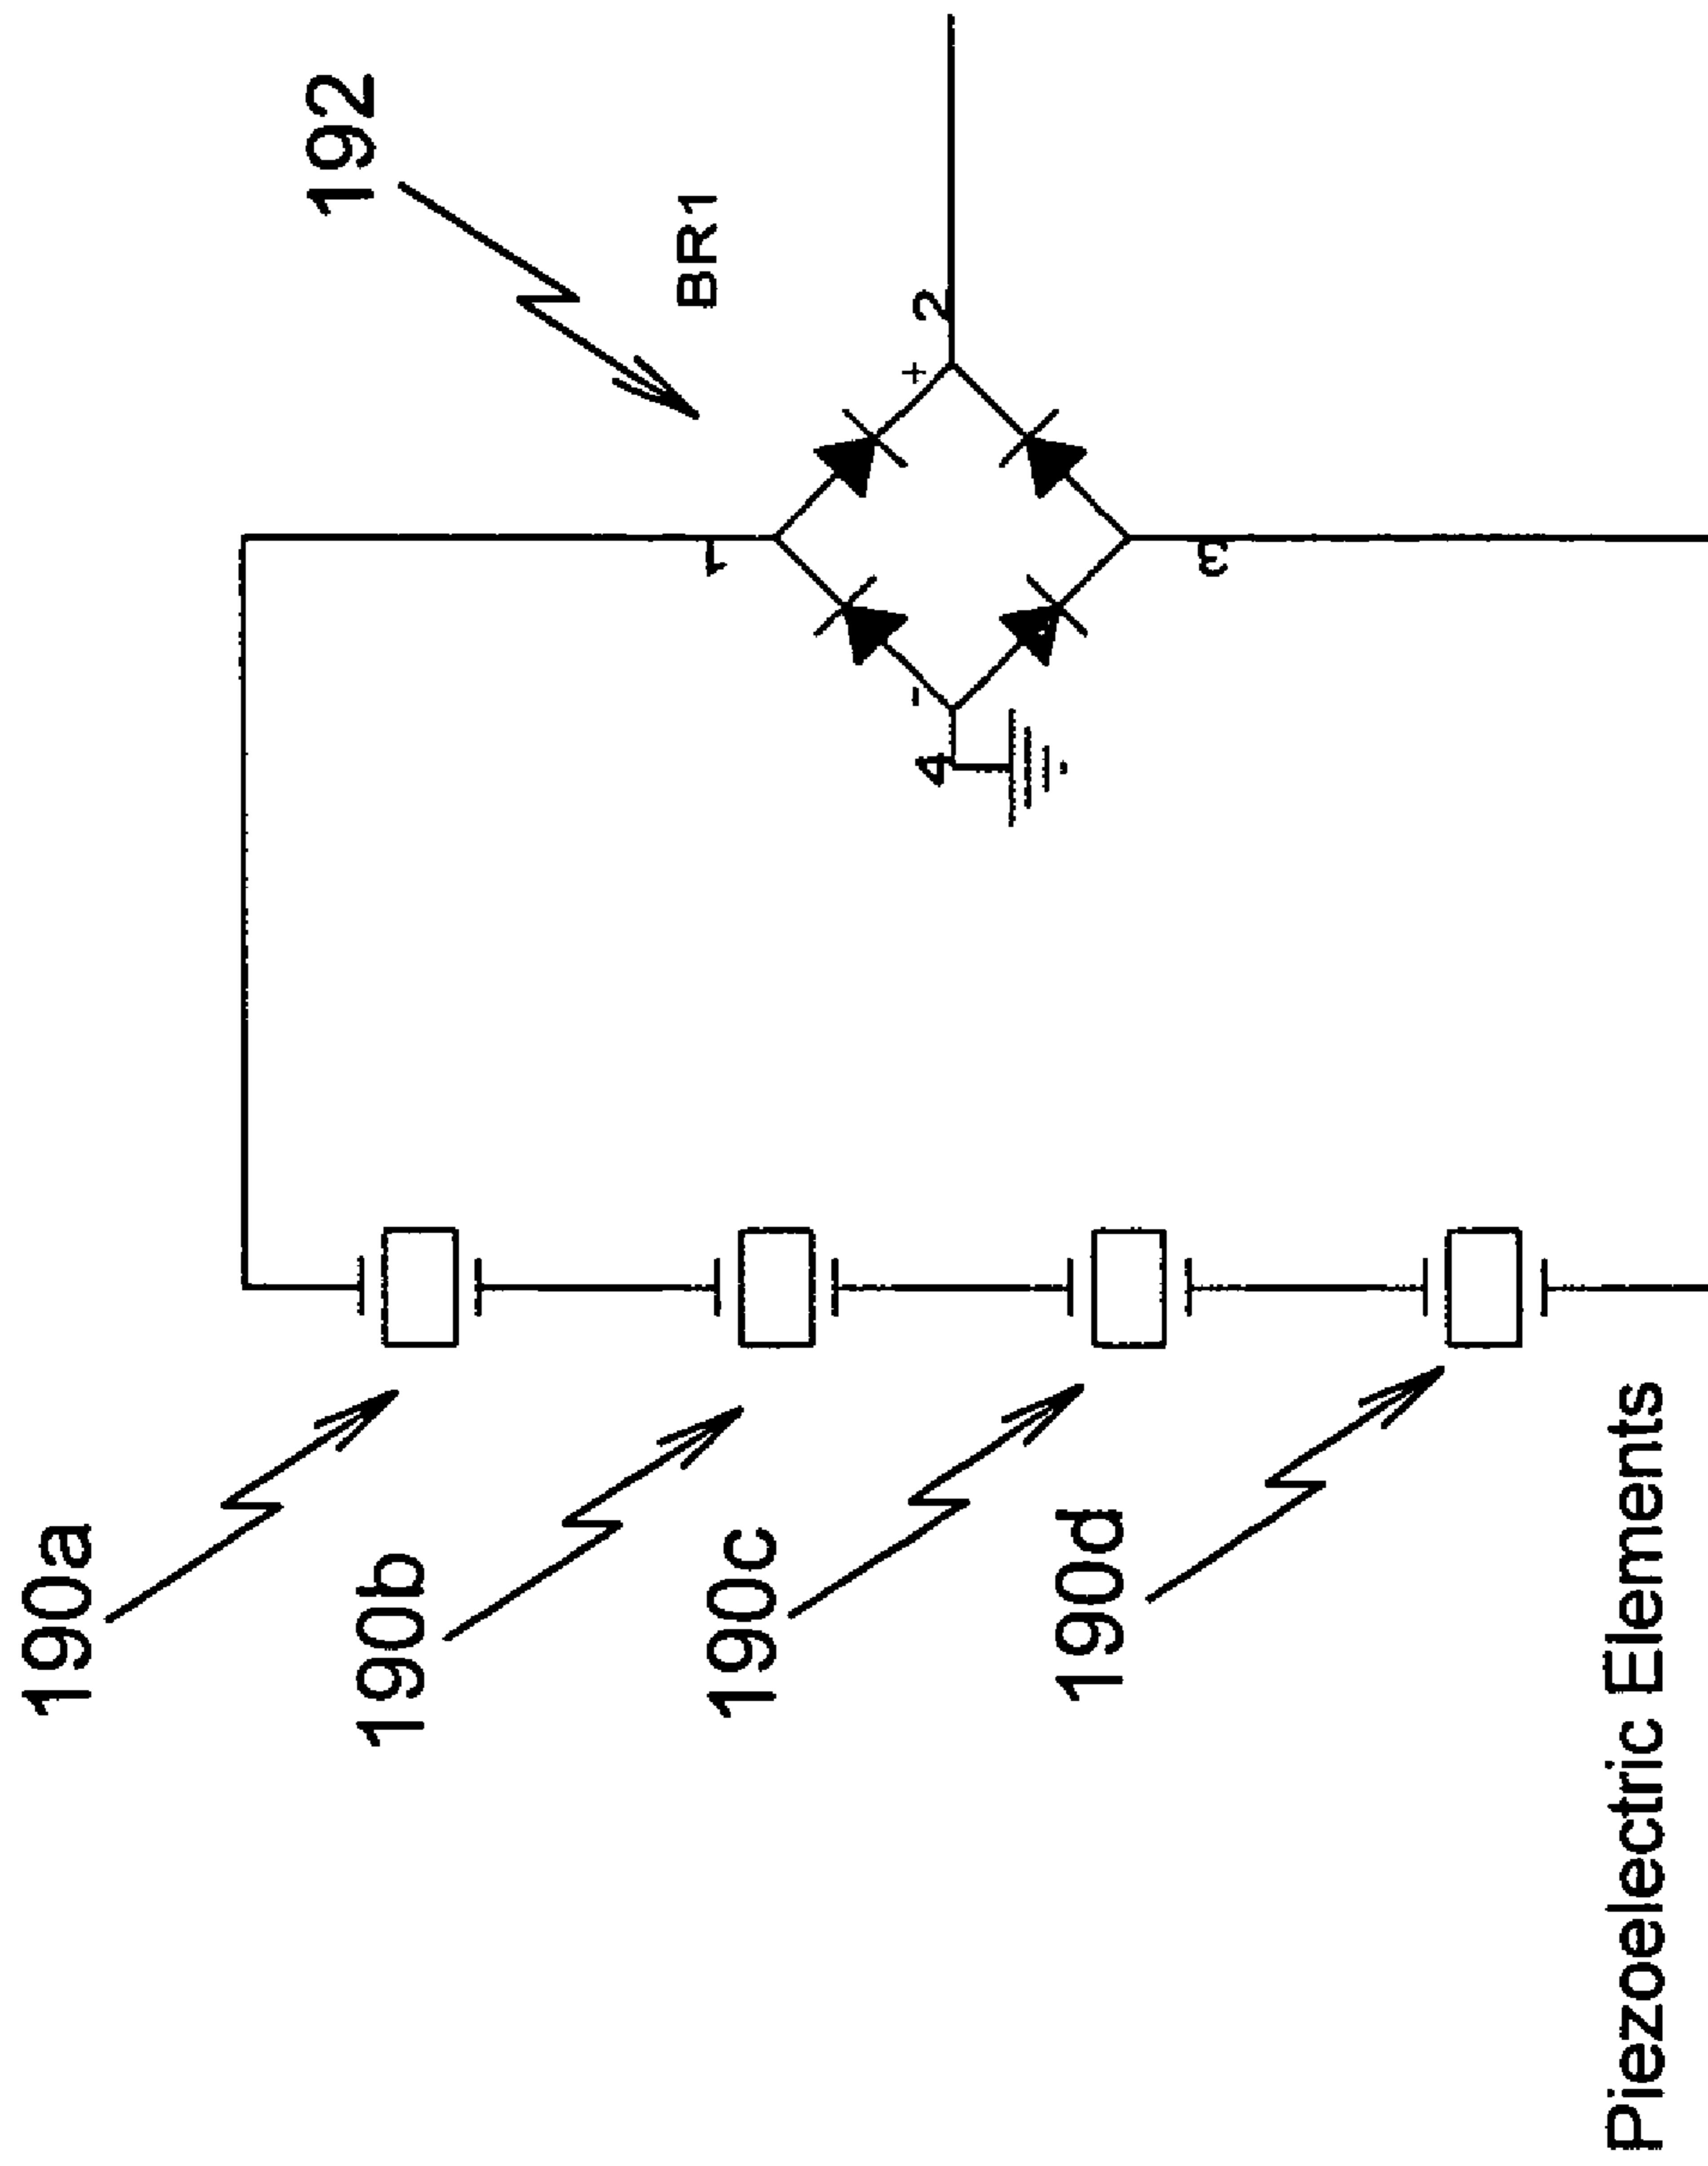 190a
190b
190c
190d
Piezoelectric Elements
192
BR1
1
2
+
3
4
-